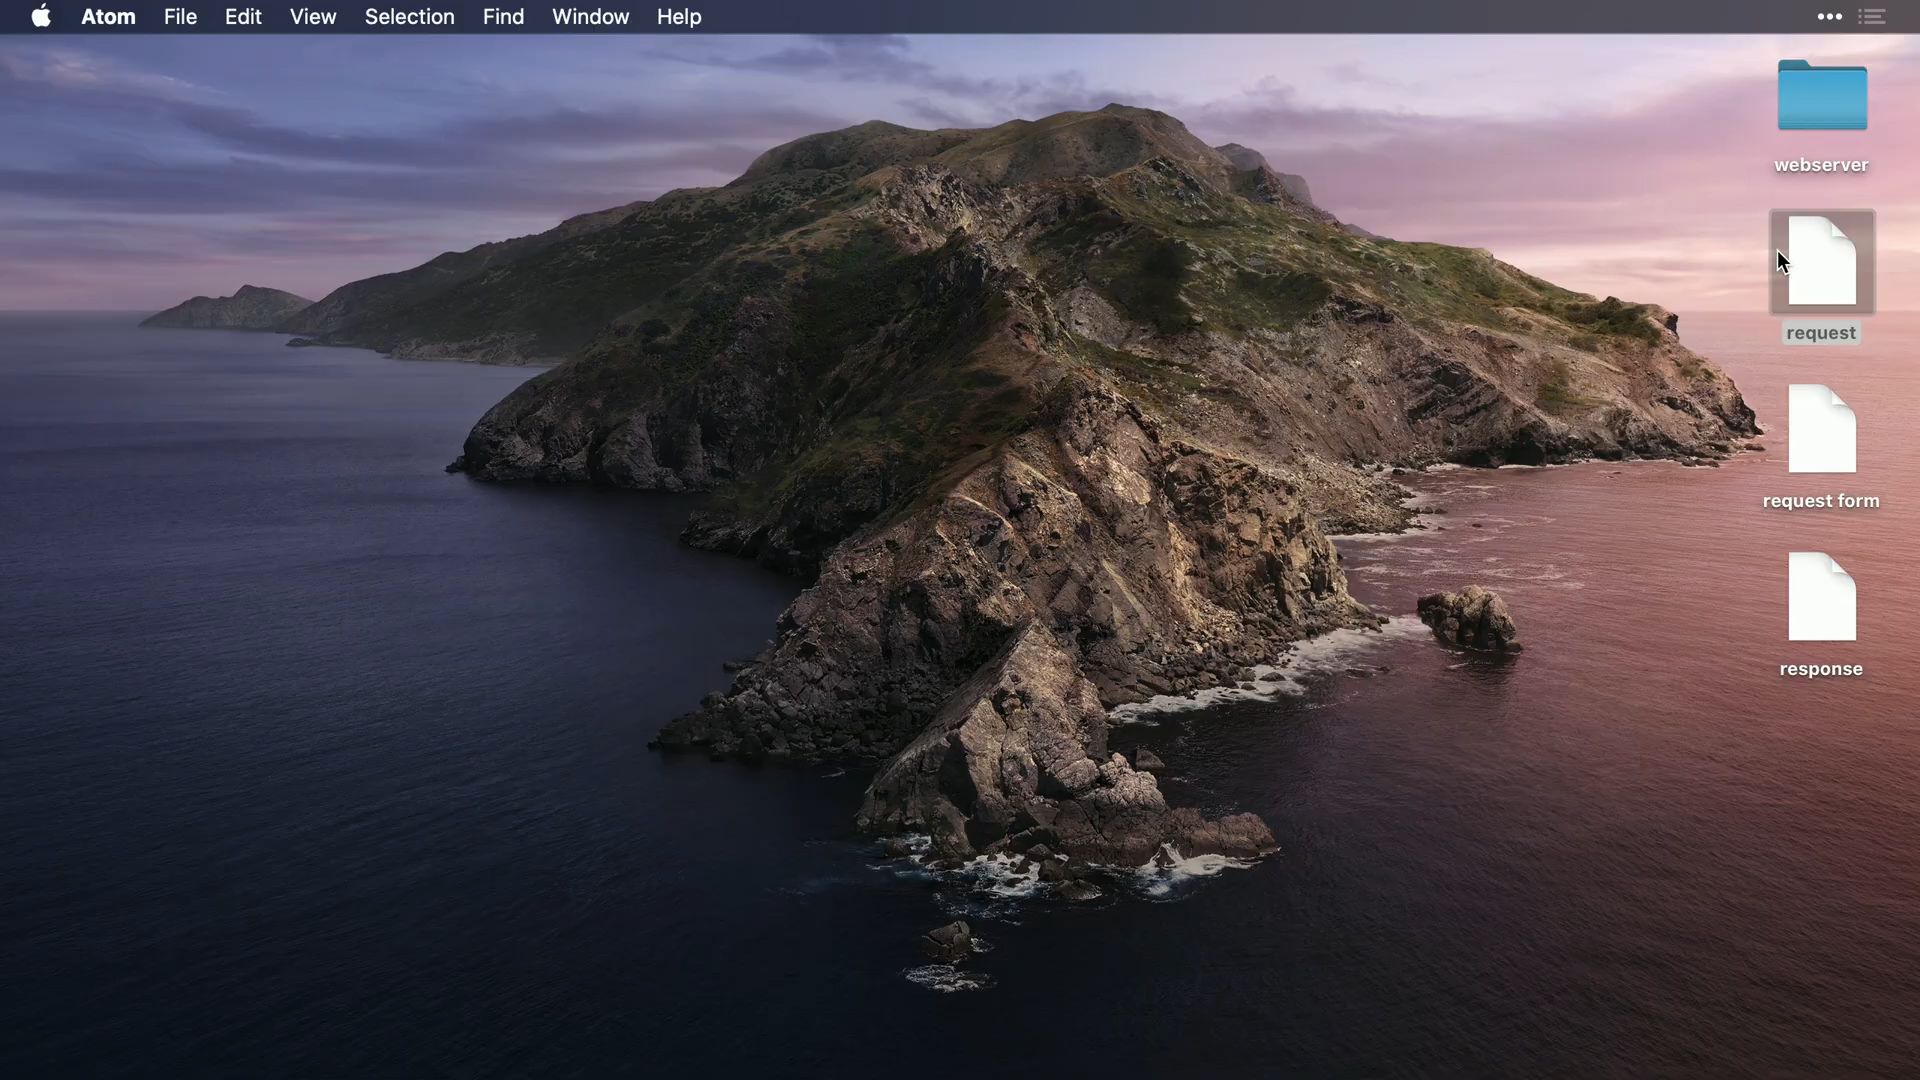 Atom File Edit View Selection Find Window Help
webserver
request
request form
response